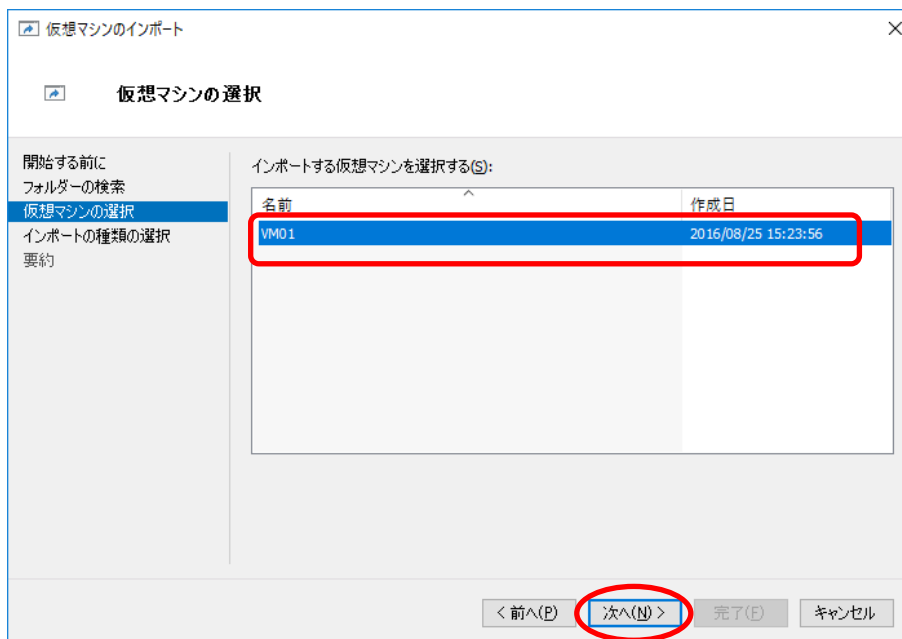 仮想マシンのインポート
仮想マシンの選択
開始する前に
フォルダーの検索
仮想マシンの選択
インポートの種類の選択
要約
インポートする仮想マシンを選択する(S):
名前 作成日
VM01 2016/08/25 15:23:56
< 前へ(P) 次へ(N) > 完了(F) キャンセル